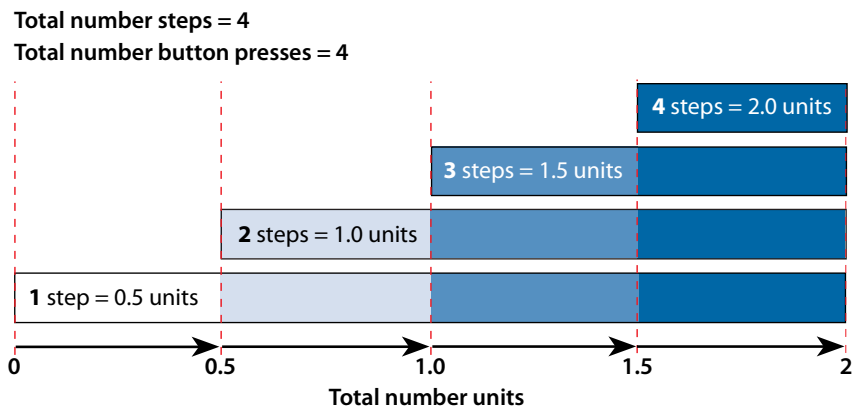 Total number steps = 4
Total number button presses = 4
4 steps = 2.0 units
3 steps = 1.5 units
2 steps = 1.0 units
1 step = 0.5 units
0 0.5 1.0 1.5 2
Total number units